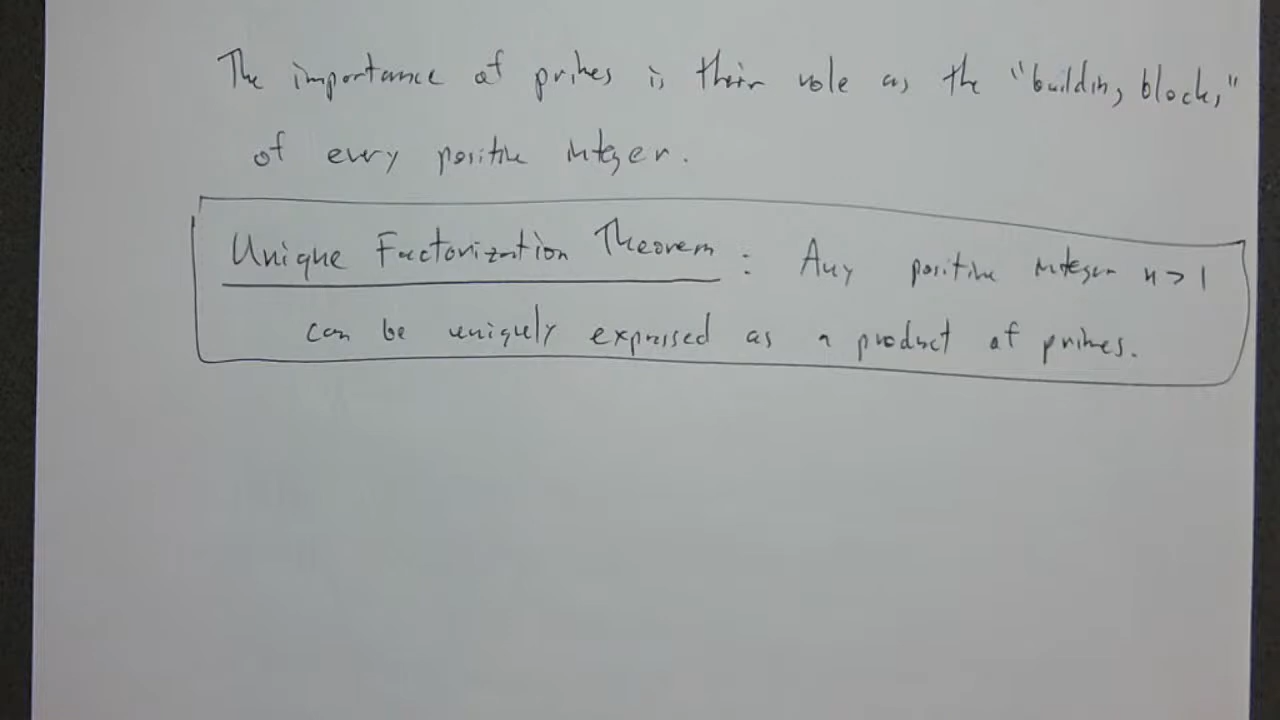 The importance of primes is their role as the "building blocks"
of every positive integer.
Unique Factorization Theorem : Any positive integer n > 1
can be uniquely expressed as a product of primes.